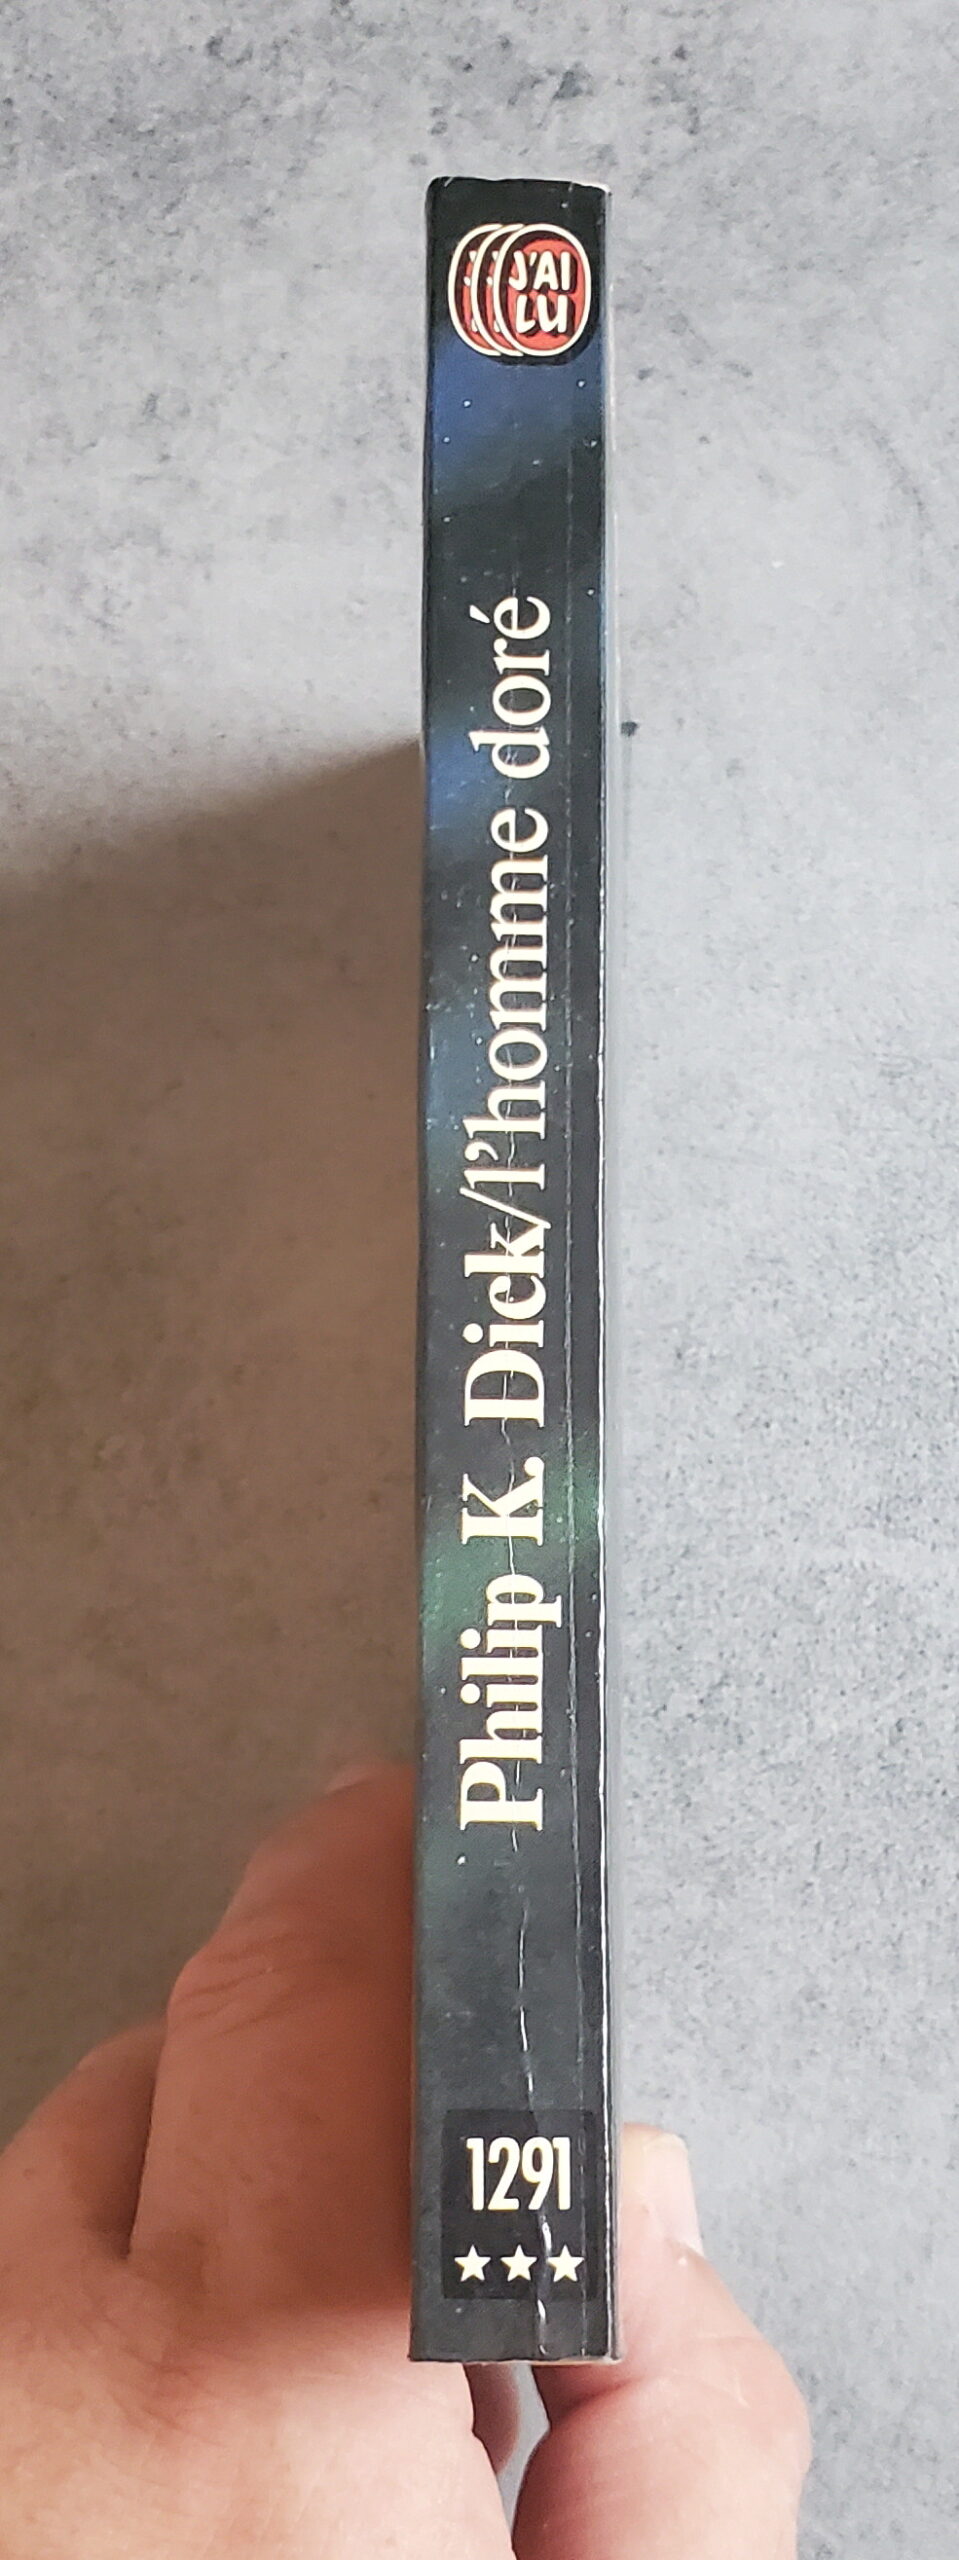 J'AI
LU
Philip K. Dick/l'homme doré
1291
★★★